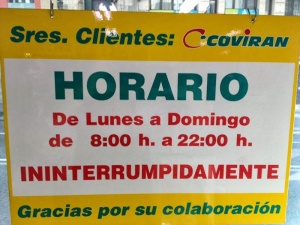 Sres. Clientes: COVIRAN
HORARIO
De Lunes a Domingo
de 8:00 h. a 22:00 h.
ININTERRUMPIDAMENTE
Gracias por su colaboración